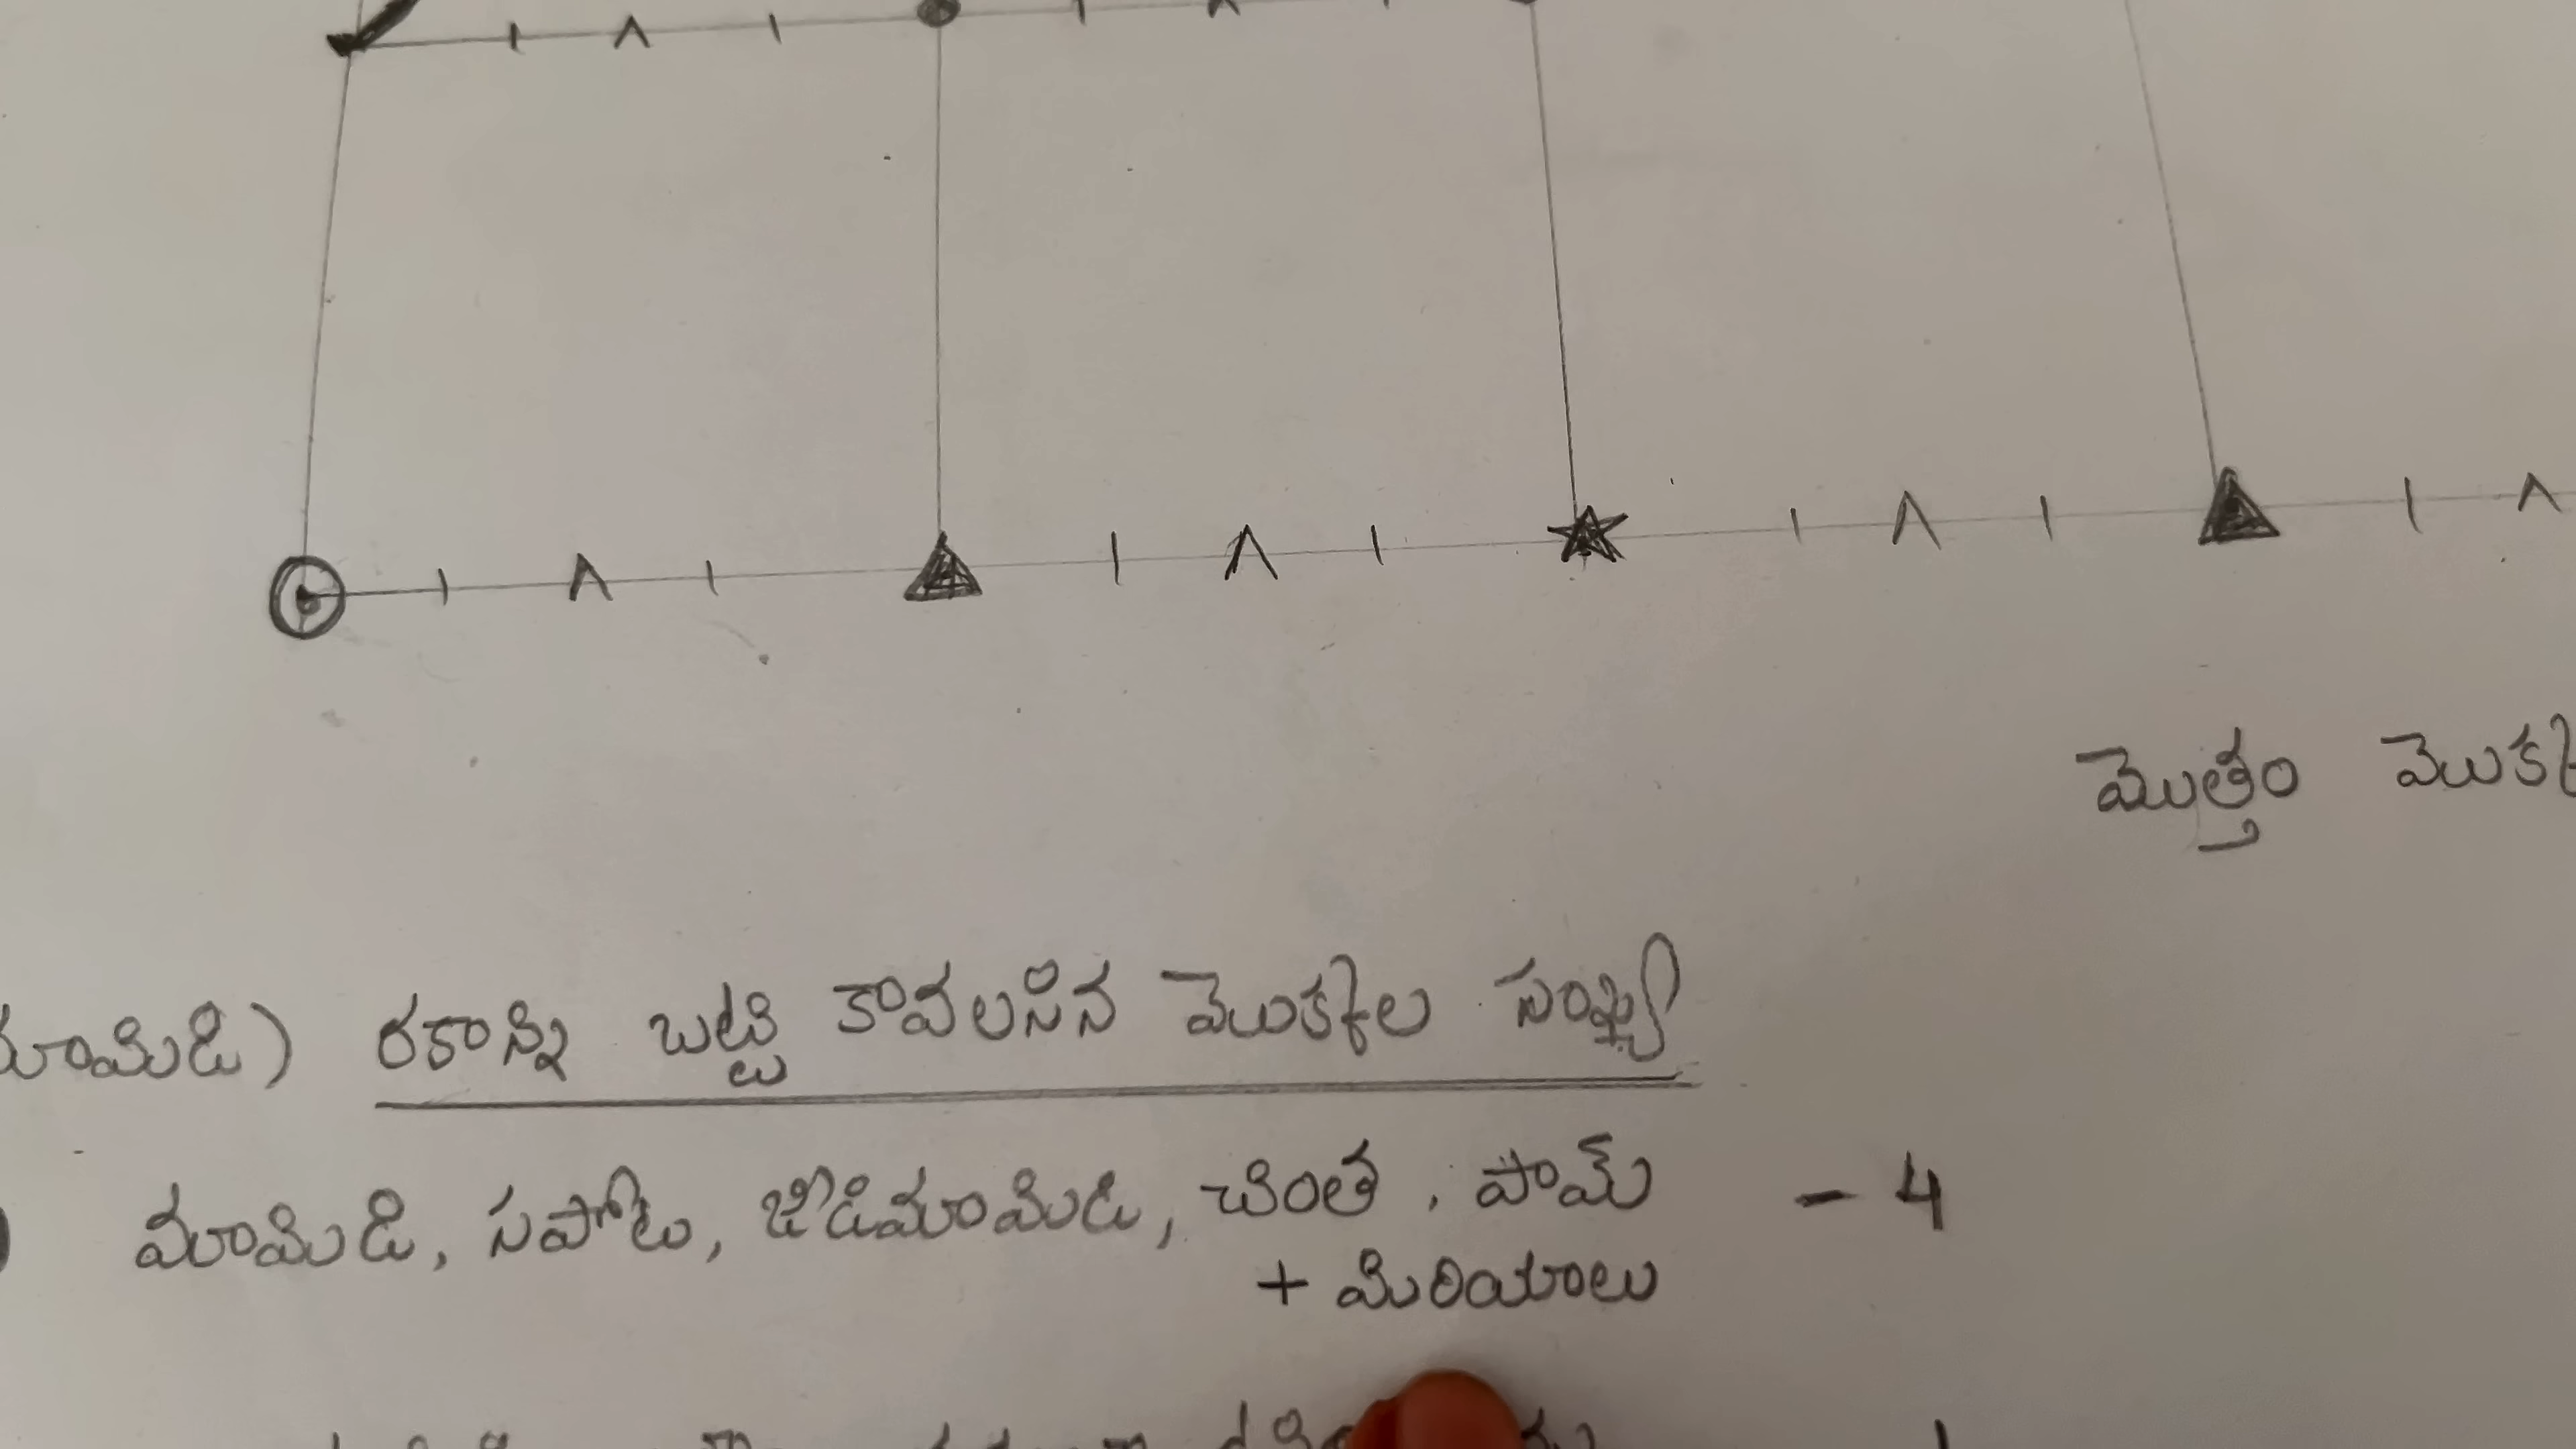 మొత్తం
మామిడి) రకాన్ని బట్టి కావలసిన మొక్కల సంఖ్య
మామిడి, సపోటు, జీడిమామిడి, చింత, పామ్ - 4
+ మిరియాలు